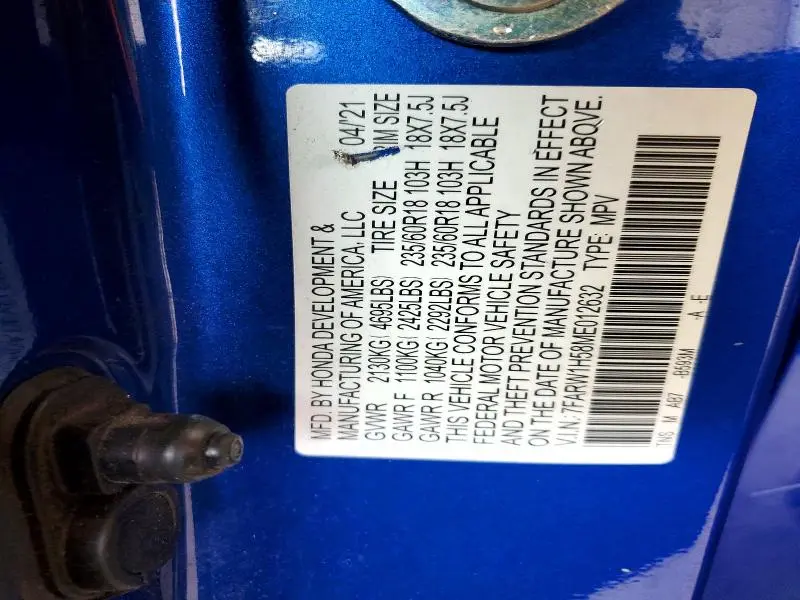 MFD. BY HONDA DEVELOPMENT &
MANUFACTURING OF AMERICA, LLC 04/'21
GVWR 2130KG( 4695LBS) TIRE SIZE RIM SIZE
GAWR F 1100KG( 2425LBS) 235/60R18 103H 18X7.5J
GAWR R 1040KG( 2292LBS) 235/60R18 103H 18X7.5J
THIS VEHICLE CONFORMS TO ALL APPLICABLE
FEDERAL MOTOR VEHICLE SAFETY
AND THEFT PREVENTION STANDARDS IN EFFECT
ON THE DATE OF MANUFACTURE SHOWN ABOVE.
V.I.N: 7FARW1H58ME012632 TYPE: MPV
TNS M AB7 -B593M -A -E